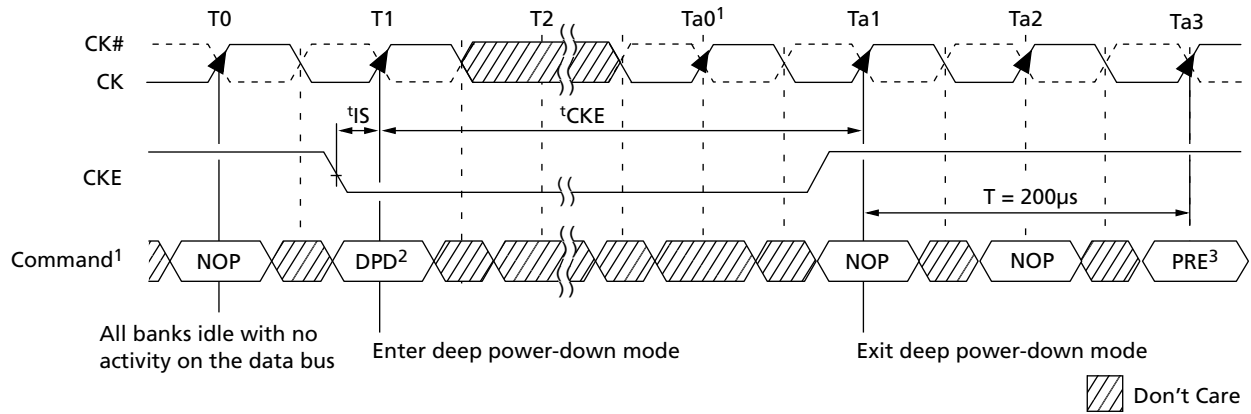 T0 T1 T2 Ta0¹ Ta1 Ta2 Ta3
CK#
CK
ᵗIS ᵗCKE
CKE
T = 200µs
Command¹ NOP DPD² NOP NOP PRE³
All banks idle with no
activity on the data bus
Enter deep power-down mode
Exit deep power-down mode
Don't Care